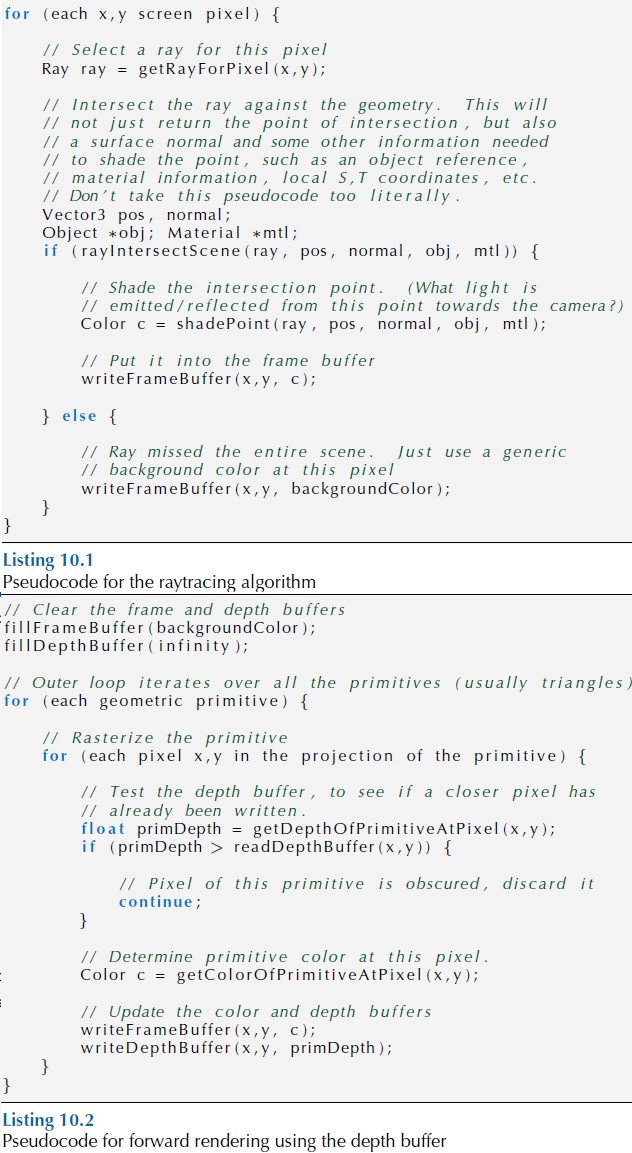 for (each x,y screen pixel) {
// Select a ray for this pixel
Ray ray = getRayForPixel(x,y);
// Intersect the ray against the geometry. This will
// not just return the point of intersection, but also
// a surface normal and some other information needed
// to shade the point, such as an object reference,
// material information, local S,T coordinates, etc.
// Don't take this pseudocode too literally.
Vector3 pos, normal;
Object *obj; Material *mtl;
if (rayIntersectScene(ray, pos, normal, obj, mtl)) {
// Shade the intersection point. (What light is
// emitted/reflected from this point towards the camera?)
Color c = shadePoint(ray, pos, normal, obj, mtl);
// Put it into the frame buffer
writeFrameBuffer(x,y, c);
} else {
// Ray missed the entire scene. Just use a generic
// background color at this pixel
writeFrameBuffer(x,y, backgroundColor);
}
}
Listing 10.1
Pseudocode for the raytracing algorithm
// Clear the frame and depth buffers
fillFrameBuffer(backgroundColor);
fillDepthBuffer(infinity);
// Outer loop iterates over all the primitives (usually triangles)
for (each geometric primitive) {
// Rasterize the primitive
for (each pixel x,y in the projection of the primitive) {
// Test the depth buffer, to see if a closer pixel has
// already been written.
float primDepth = getDepthOfPrimitiveAtPixel(x,y);
if (primDepth > readDepthBuffer(x,y)) {
// Pixel of this primitive is obscured, discard it
continue;
}
// Determine primitive color at this pixel.
Color c = getColorOfPrimitiveAtPixel(x,y);
// Update the color and depth buffers
writeFrameBuffer(x,y, c);
writeDepthBuffer(x,y, primDepth);
}
}
Listing 10.2
Pseudocode for forward rendering using the depth buffer